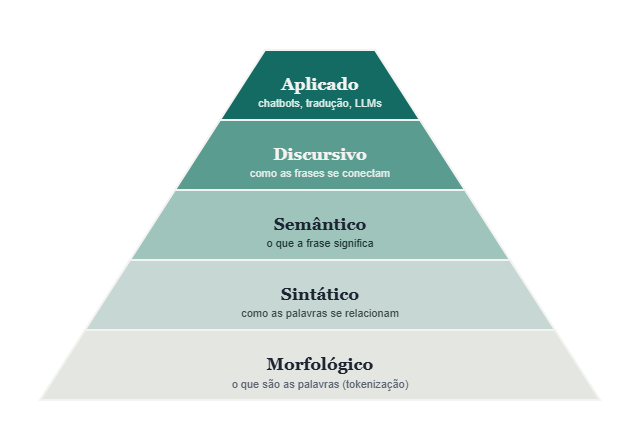 Aplicado
chatbots, tradução, LLMs
Discursivo
como as frases se conectam
Semântico
o que a frase significa
Sintático
como as palavras se relacionam
Morfológico
o que são as palavras (tokenização)